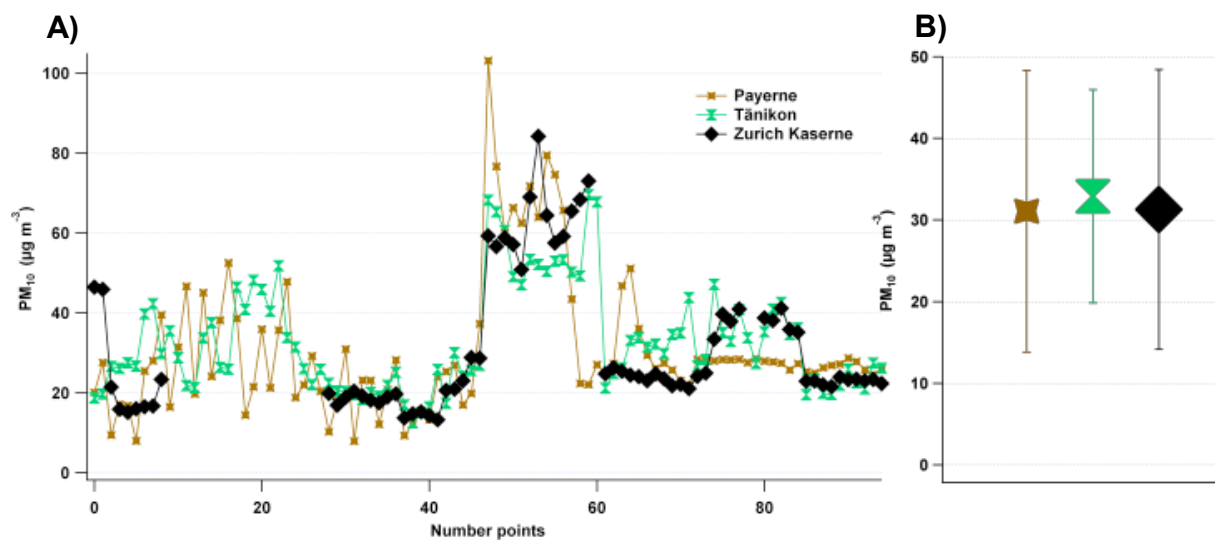 A)
B)
100
80
60
40
20
0
PM10 (µg m−3)
Payerne
Tänikon
Zurich Kaserne
0 20 40 60 80
Number points
50
40
30
20
10
0
PM10 (µg m−3)